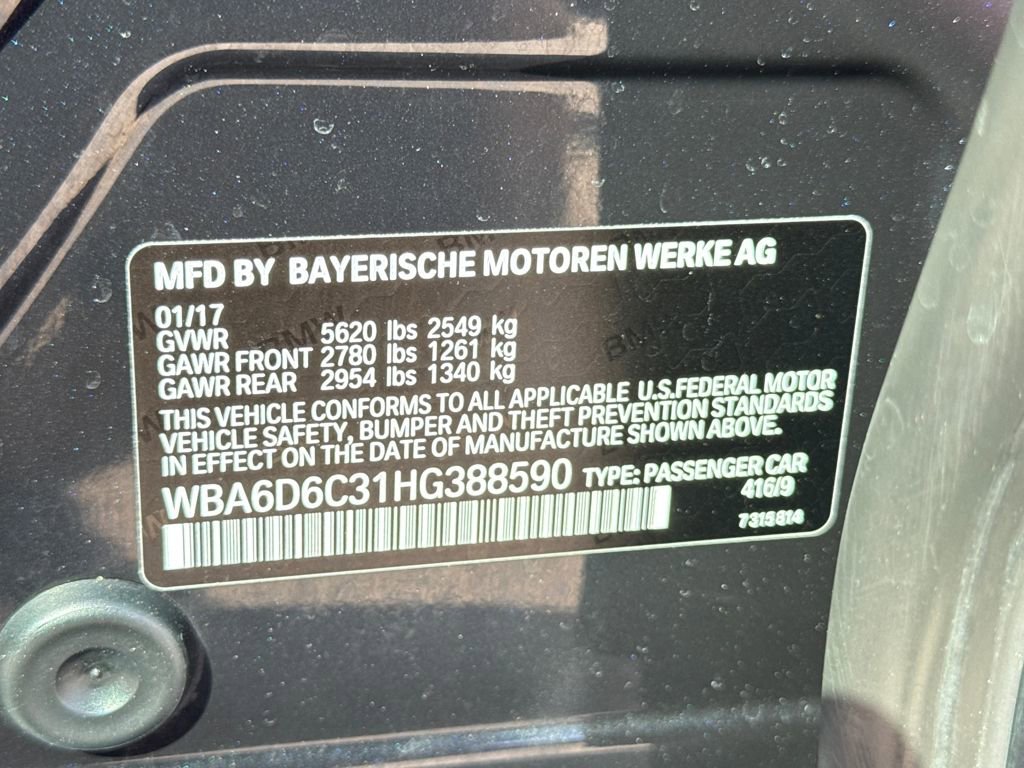 MFD BY BAYERISCHE MOTOREN WERKE AG
01/17
GVWR 5620 lbs 2549 kg
GAWR FRONT 2780 lbs 1261 kg
GAWR REAR 2954 lbs 1340 kg
THIS VEHICLE CONFORMS TO ALL APPLICABLE U.S.FEDERAL MOTOR
VEHICLE SAFETY, BUMPER AND THEFT PREVENTION STANDARDS
IN EFFECT ON THE DATE OF MANUFACTURE SHOWN ABOVE.
WBA6D6C31HG388590 TYPE: PASSENGER CAR
416/9
7315814